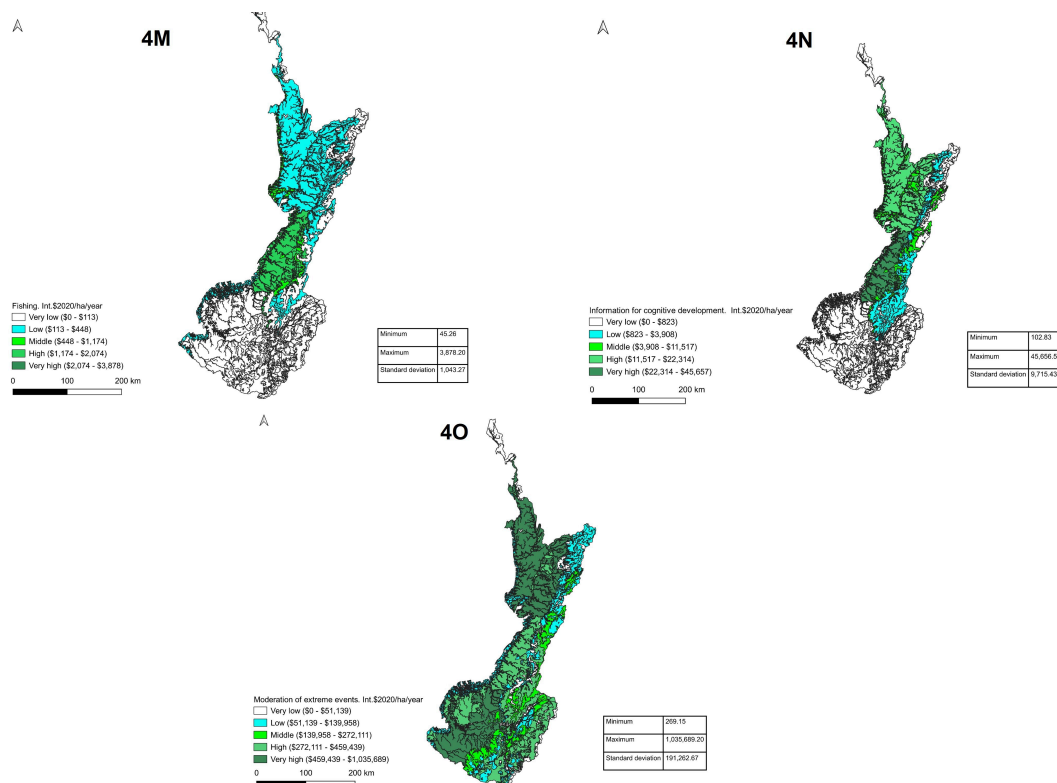 4M
Fishing. Int.$2020/ha/year
Very low ($0 - $113)
Low ($113 - $448)
Middle ($448 - $1,174)
High ($1,174 - $2,074)
Very high ($2,074 - $3,878)
0 100 200 km
Minimum 45.26
Maximum 3,878.20
Standard deviation 1,043.27
4N
Information for cognitive development. Int.$2020/ha/year
Very low ($0 - $823)
Low ($823 - $3,908)
Middle ($3,908 - $11,517)
High ($11,517 - $22,314)
Very high ($22,314 - $45,657)
0 100 200 km
Minimum 102.83
Maximum 45,656.5
Standard deviation 9,715.43
4O
Moderation of extreme events. Int.$2020/ha/year
Very low ($0 - $51,139)
Low ($51,139 - $139,958)
Middle ($139,958 - $272,111)
High ($272,111 - $459,439)
Very high ($459,439 - $1,035,689)
0 100 200 km
Minimum 269.15
Maximum 1,035,689.20
Standard deviation 191,262.67